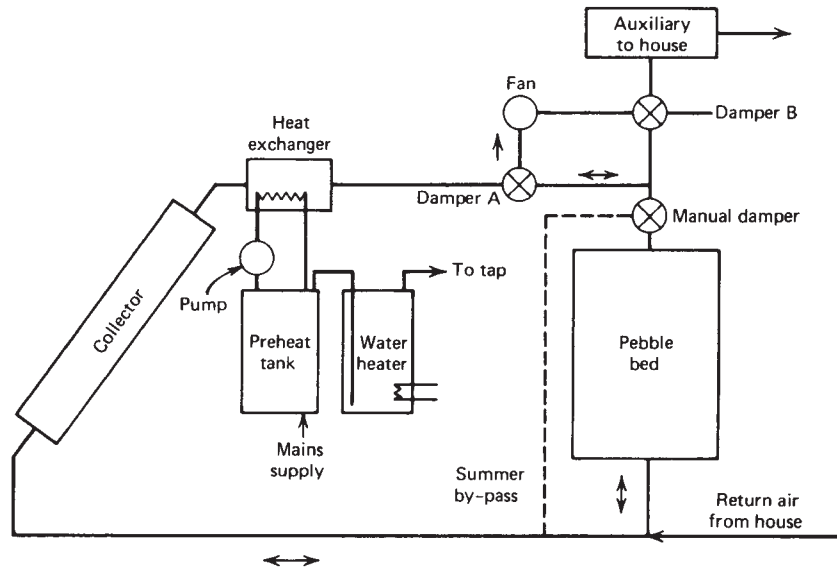 Auxiliary
to house
Fan
Damper B
Heat
exchanger
Damper A
Manual damper
To tap
Pump
Collector
Preheat
tank
Water
heater
Pebble
bed
Mains
supply
Summer
by-pass
Return air
from house